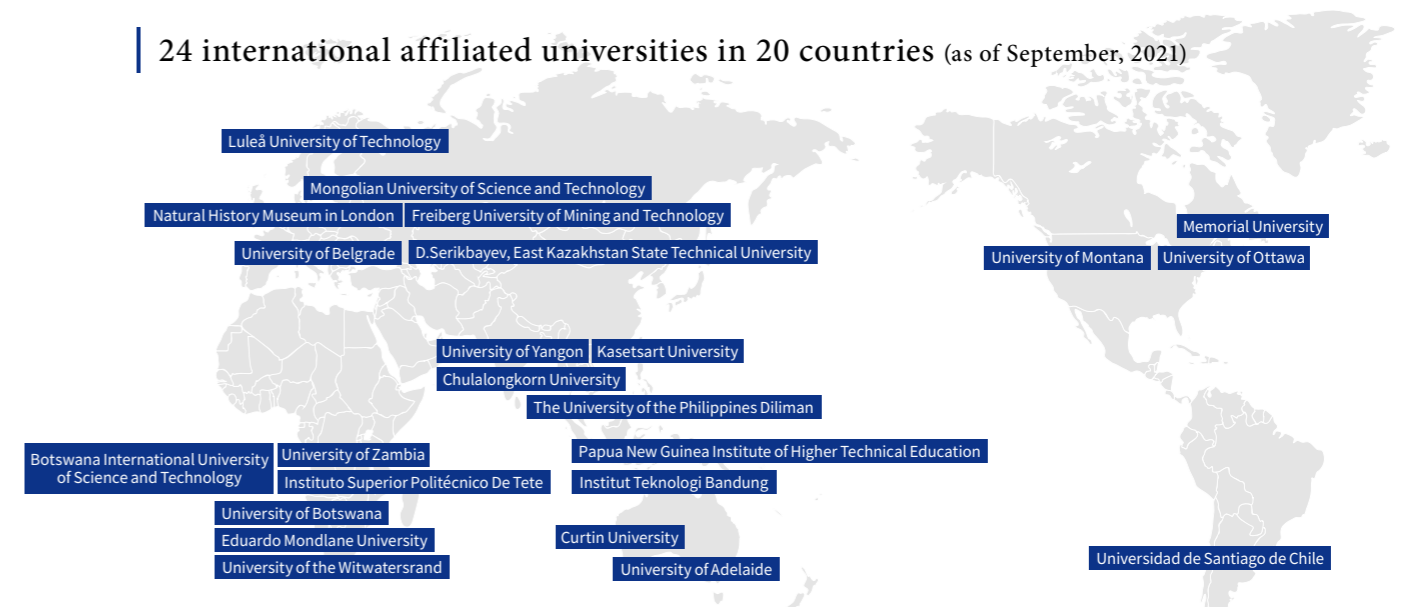 24 international affiliated universities in 20 countries (as of September, 2021)
Luleå University of Technology
Mongolian University of Science and Technology
Natural History Museum in London
Freiberg University of Mining and Technology
University of Belgrade
D.Serikbayev, East Kazakhstan State Technical University
Memorial University
University of Montana
University of Ottawa
University of Yangon
Kasetsart University
Chulalongkorn University
The University of the Philippines Diliman
Botswana International University
of Science and Technology
University of Zambia
Instituto Superior Politécnico De Tete
University of Botswana
Eduardo Mondlane University
University of the Witwatersrand
Papua New Guinea Institute of Higher Technical Education
Institut Teknologi Bandung
Curtin University
University of Adelaide
Universidad de Santiago de Chile